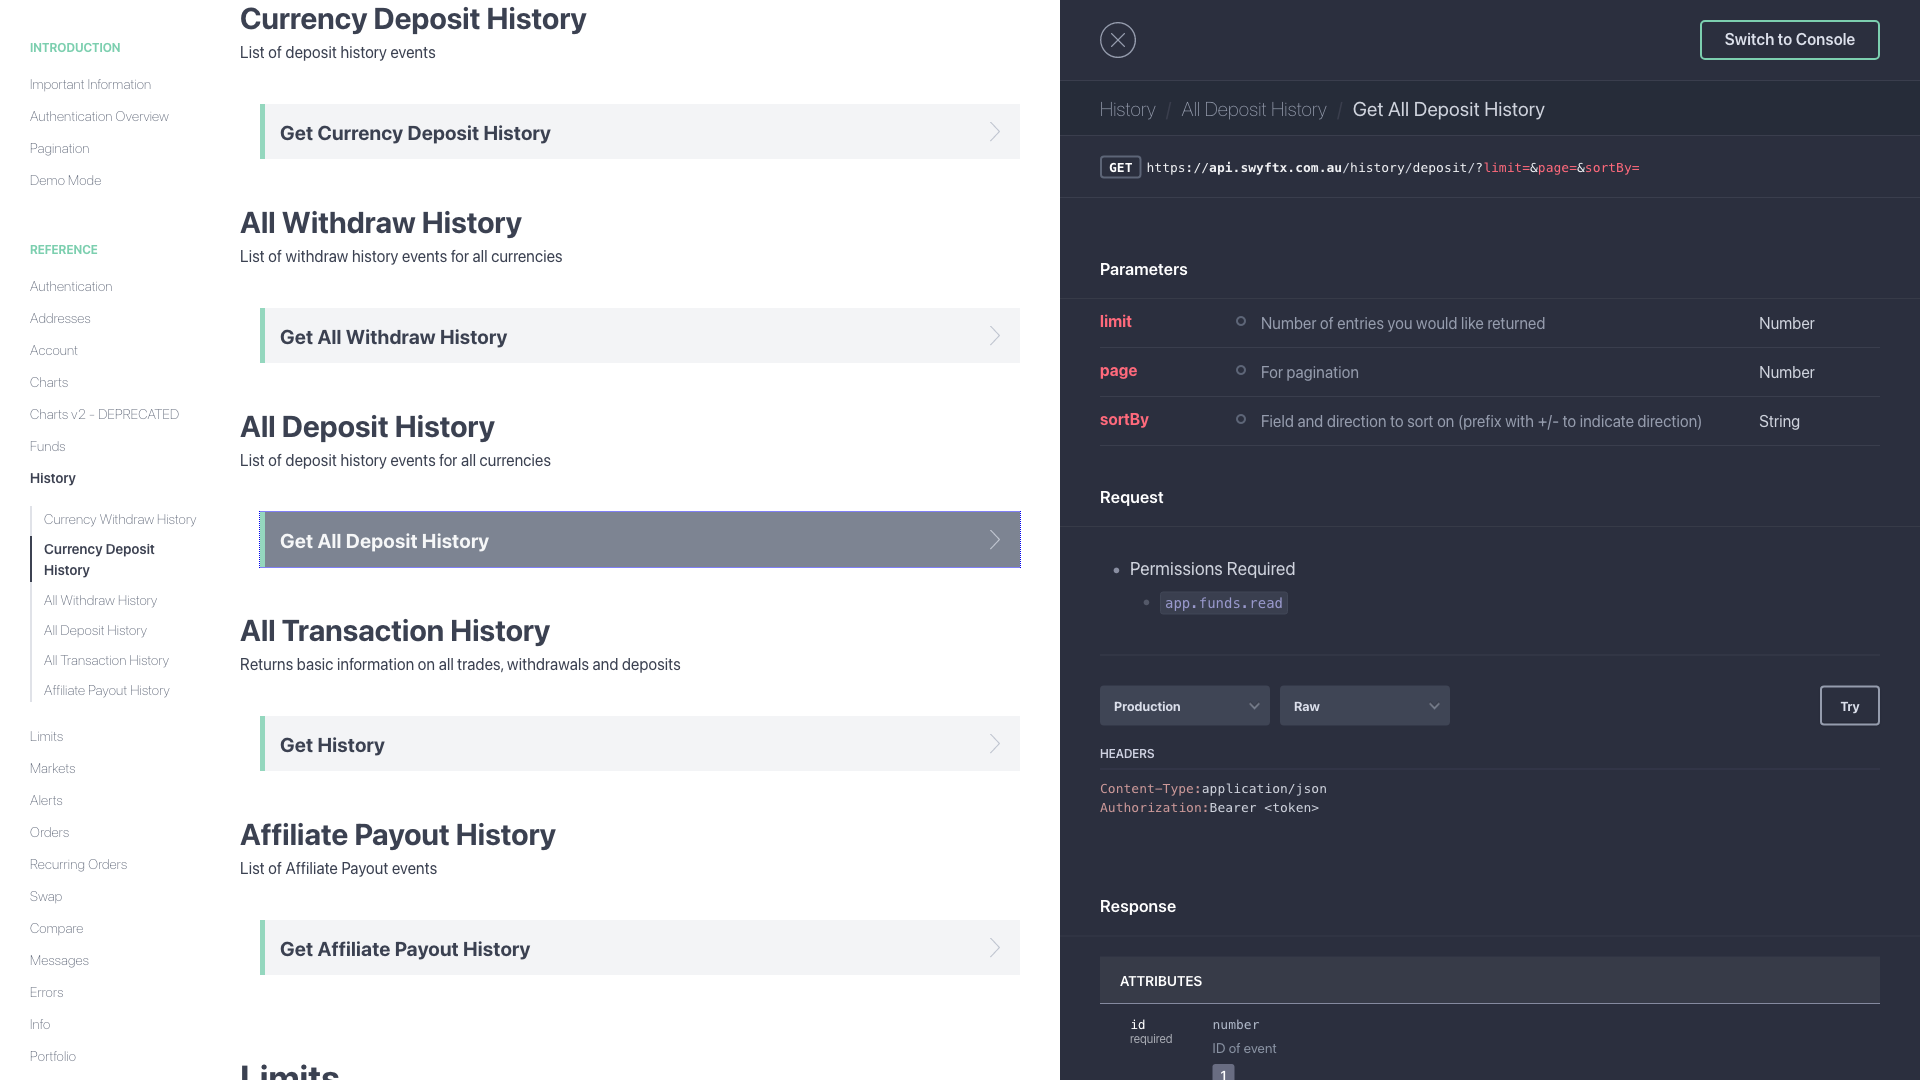 INTRODUCTION
Important Information
Authentication Overview
Pagination
Demo Mode
REFERENCE
Authentication
Addresses
Account
Charts
Charts v2 - DEPRECATED
Funds
History
Currency Withdraw History
Currency Deposit
History
All Withdraw History
All Deposit History
All Transaction History
Affiliate Payout History
Limits
Markets
Alerts
Orders
Recurring Orders
Swap
Compare
Messages
Errors
Info
Portfolio
Currency Deposit History
List of deposit history events
Get Currency Deposit History
All Withdraw History
List of withdraw history events for all currencies
Get All Withdraw History
All Deposit History
List of deposit history events for all currencies
Get All Deposit History
All Transaction History
Returns basic information on all trades, withdrawals and deposits
Get History
Affiliate Payout History
List of Affiliate Payout events
Get Affiliate Payout History
Limits
Switch to Console
History / All Deposit History / Get All Deposit History
GET https://api.swyftx.com.au/history/deposit/?limit=&page=&sortBy=
Parameters
limit Number of entries you would like returned Number
page For pagination Number
sortBy Field and direction to sort on (prefix with +/- to indicate direction) String
Request
• Permissions Required
• app.funds.read
Production Raw Try
HEADERS
Content-Type:application/json
Authorization:Bearer <token>
Response
ATTRIBUTES
id number
required
ID of event
1